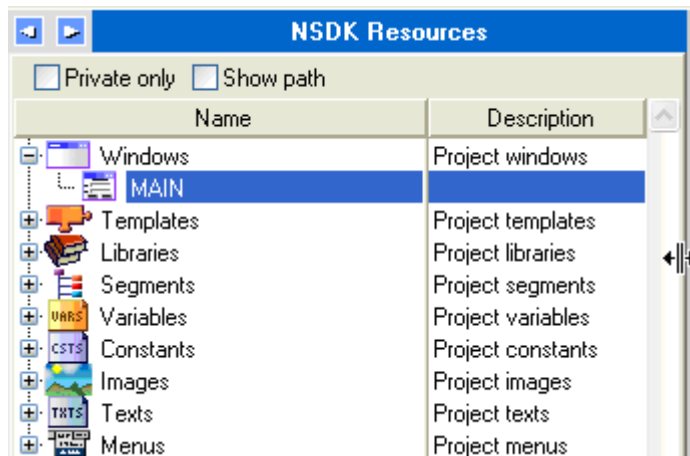 NSDK Resources
Private only Show path
Name Description
Windows Project windows
MAIN
Templates Project templates
Libraries Project libraries
Segments Project segments
VARS Variables Project variables
CSTS Constants Project constants
Images Project images
TXTS Texts Project texts
Menus Project menus